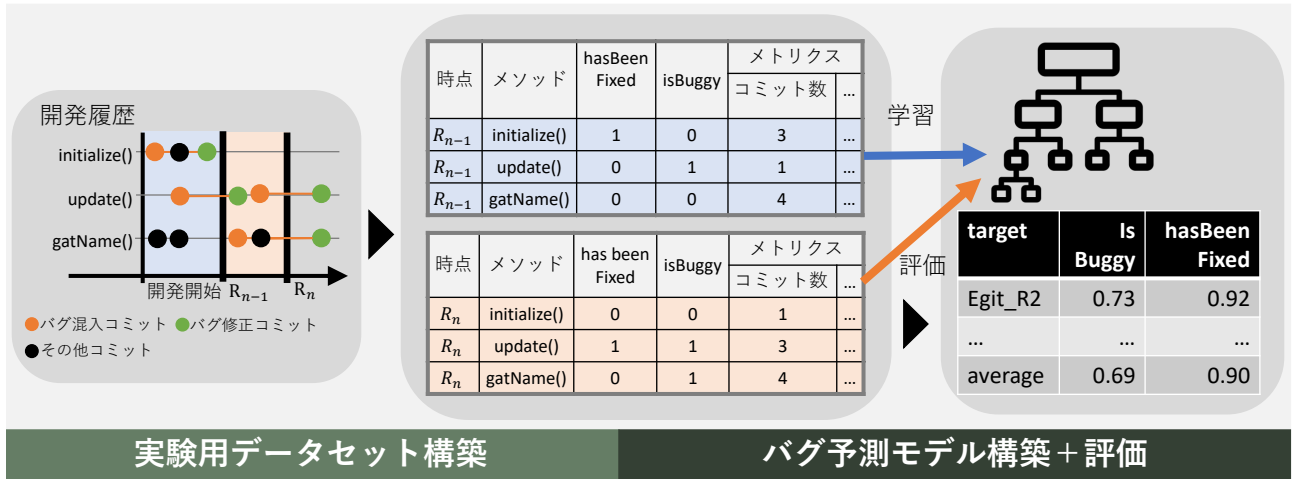 開発履歴
initialize()
update()
gatName()
開発開始 R_{n-1} R_n
バグ混入コミット バグ修正コミット
その他コミット
時点 メソッド hasBeen Fixed isBuggy メトリクス
コミット数 ...
R_{n-1} initialize() 1 0 3 ...
R_{n-1} update() 0 1 1 ...
R_{n-1} gatName() 0 0 4 ...
時点 メソッド has been Fixed isBuggy メトリクス
コミット数 ...
R_n initialize() 0 0 1 ...
R_n update() 1 1 3 ...
R_n gatName() 0 1 4 ...
学習
評価
target Is Buggy hasBeen Fixed
Egit_R2 0.73 0.92
... ... ...
average 0.69 0.90
実験用データセット構築
バグ予測モデル構築＋評価